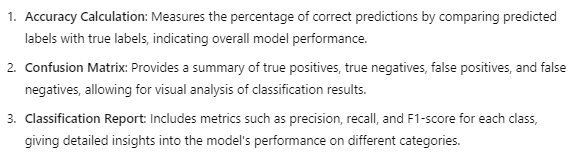 1. Accuracy Calculation: Measures the percentage of correct predictions by comparing predicted
labels with true labels, indicating overall model performance.
2. Confusion Matrix: Provides a summary of true positives, true negatives, false positives, and false
negatives, allowing for visual analysis of classification results.
3. Classification Report: Includes metrics such as precision, recall, and F1-score for each class,
giving detailed insights into the model's performance on different categories.